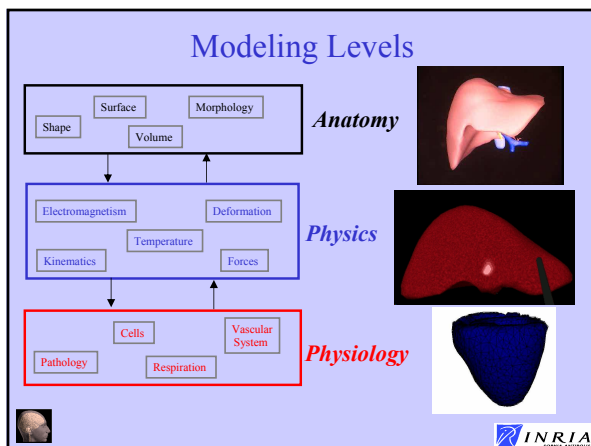 Modeling Levels
Surface
Morphology
Shape
Volume
Anatomy
Electromagnetism
Deformation
Temperature
Kinematics
Forces
Physics
Cells
Vascular
System
Pathology
Respiration
Physiology
INRIA